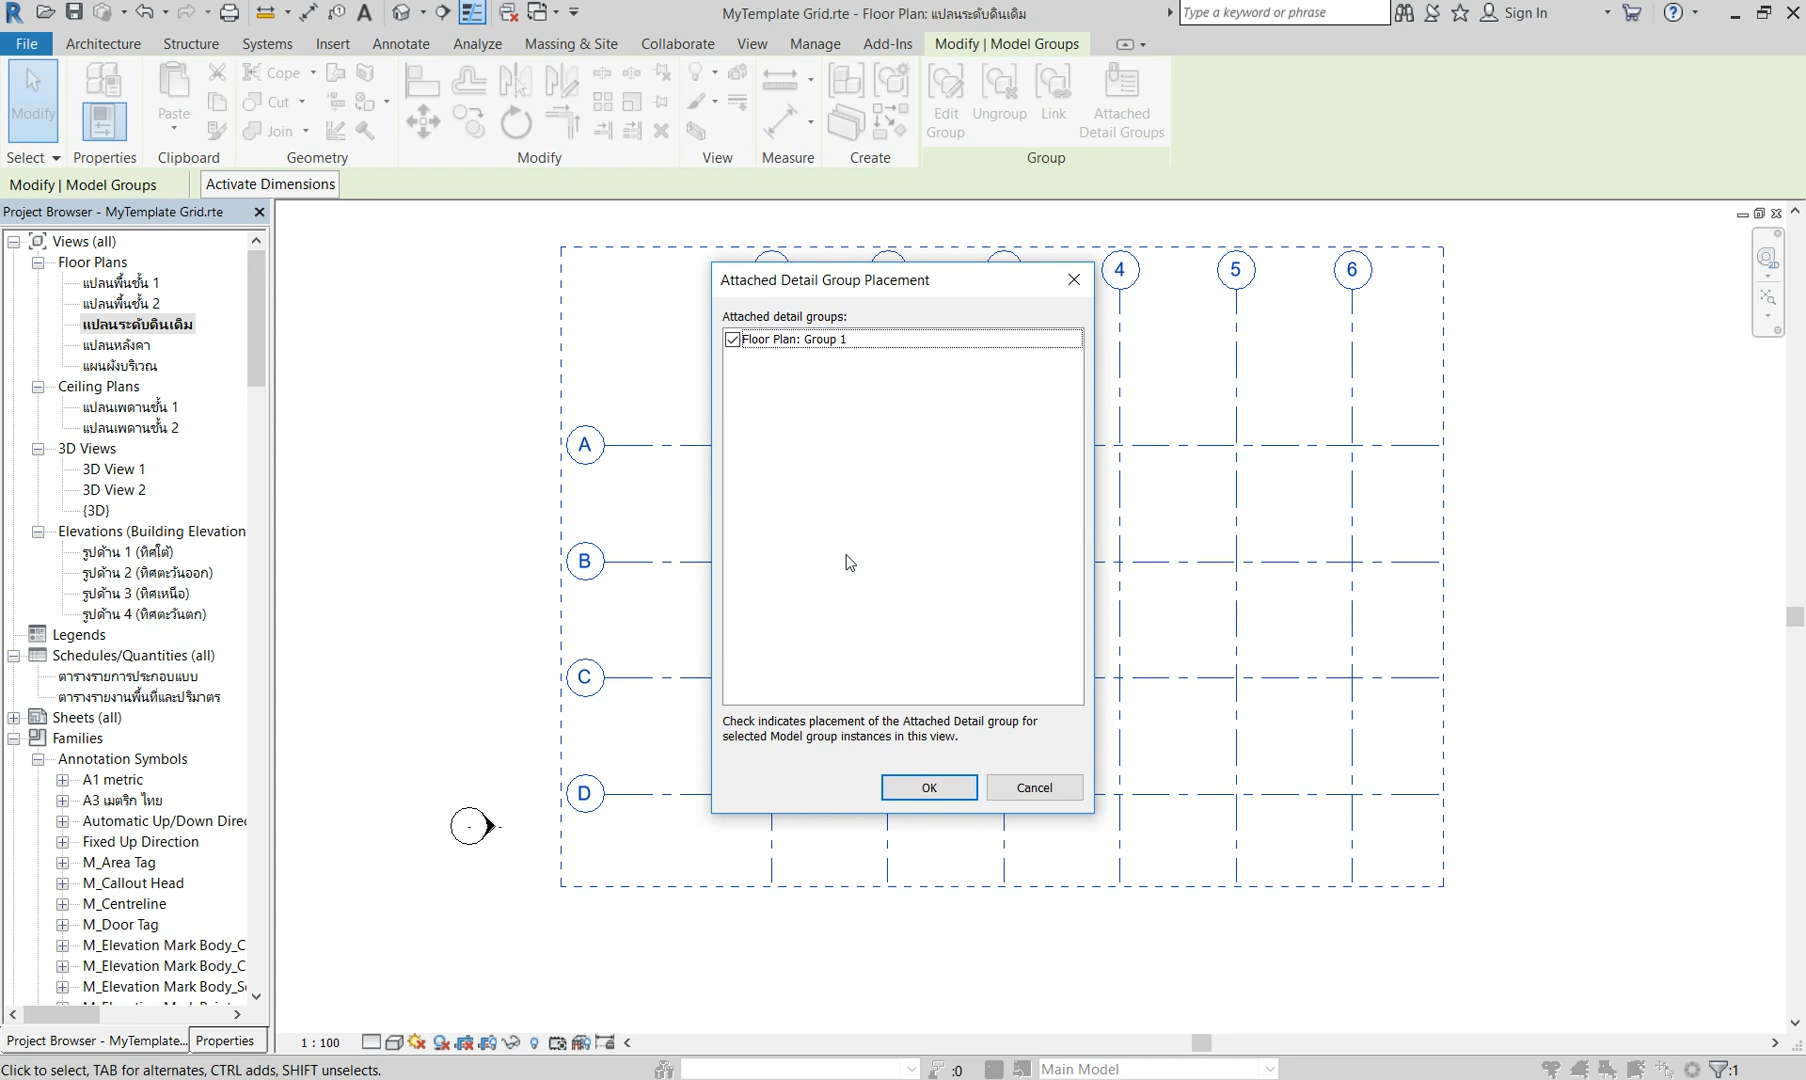 MyTemplate Grid.rte - Floor Plan: แปลนระดับดินเดิม
Type a keyword or phrase
Sign In
File
Architecture
Structure
Systems
Insert
Annotate
Analyze
Massing & Site
Collaborate
View
Manage
Add-Ins
Modify | Model Groups
Modify
Paste
Cope
Cut
Join
Edit
Group
Ungroup
Link
Attached
Detail Groups
Select
Properties
Clipboard
Geometry
Modify
View
Measure
Create
Group
Modify | Model Groups
Activate Dimensions
Project Browser - MyTemplate Grid.rte
Views (all)
Floor Plans
แปลนพื้นชั้น 1
แปลนพื้นชั้น 2
แปลนระดับดินเดิม
แปลนหลังคา
แผนผังบริเวณ
Ceiling Plans
แปลนเพดานชั้น 1
แปลนเพดานชั้น 2
3D Views
3D View 1
3D View 2
{3D}
Elevations (Building Elevation
รูปด้าน 1 (ทิศใต้)
รูปด้าน 2 (ทิศตะวันออก)
รูปด้าน 3 (ทิศเหนือ)
รูปด้าน 4 (ทิศตะวันตก)
Legends
Schedules/Quantities (all)
ตารางรายการประกอบแบบ
ตารางรายงานพื้นที่และปริมาตร
Sheets (all)
Families
Annotation Symbols
A1 metric
A3 เมตริก ไทย
Automatic Up/Down Direc
Fixed Up Direction
M_Area Tag
M_Callout Head
M_Centreline
M_Door Tag
M_Elevation Mark Body_C
M_Elevation Mark Body_C
M_Elevation Mark Body_Se
Project Browser - MyTemplate...
Properties
4
5
6
A
B
C
D
Attached Detail Group Placement
Attached detail groups:
Floor Plan: Group 1
Check indicates placement of the Attached Detail group for
selected Model group instances in this view.
OK
Cancel
1 : 100
Click to select, TAB for alternates, CTRL adds, SHIFT unselects.
:0
Main Model
:1